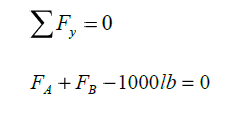 ∑F_y = 0
F_A + F_B − 1000lb = 0